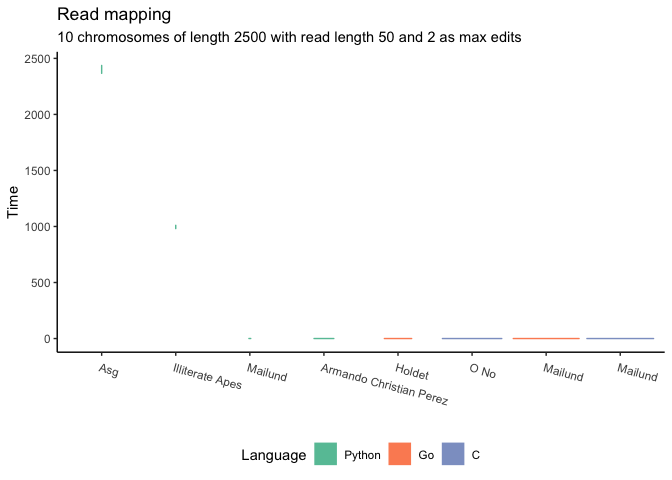 Read mapping
10 chromosomes of length 2500 with read length 50 and 2 as max edits
Time
2500
2000
1500
1000
500
0
Asg
Illiterate Apes
Mailund
Armando Christian Perez
Holdet
O No
Mailund
Mailund
Language
Python
Go
C